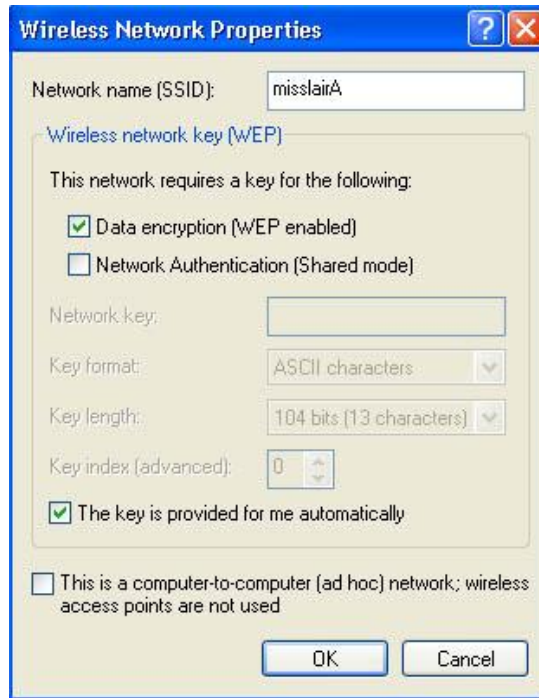 Wireless Network Properties
Network name (SSID): misslairA
Wireless network key (WEP)
This network requires a key for the following:
Data encryption (WEP enabled)
Network Authentication (Shared mode)
Network key:
Key format: ASCII characters
Key length: 104 bits (13 characters)
Key index (advanced): 0
The key is provided for me automatically
This is a computer-to-computer (ad hoc) network; wireless
access points are not used
OK Cancel